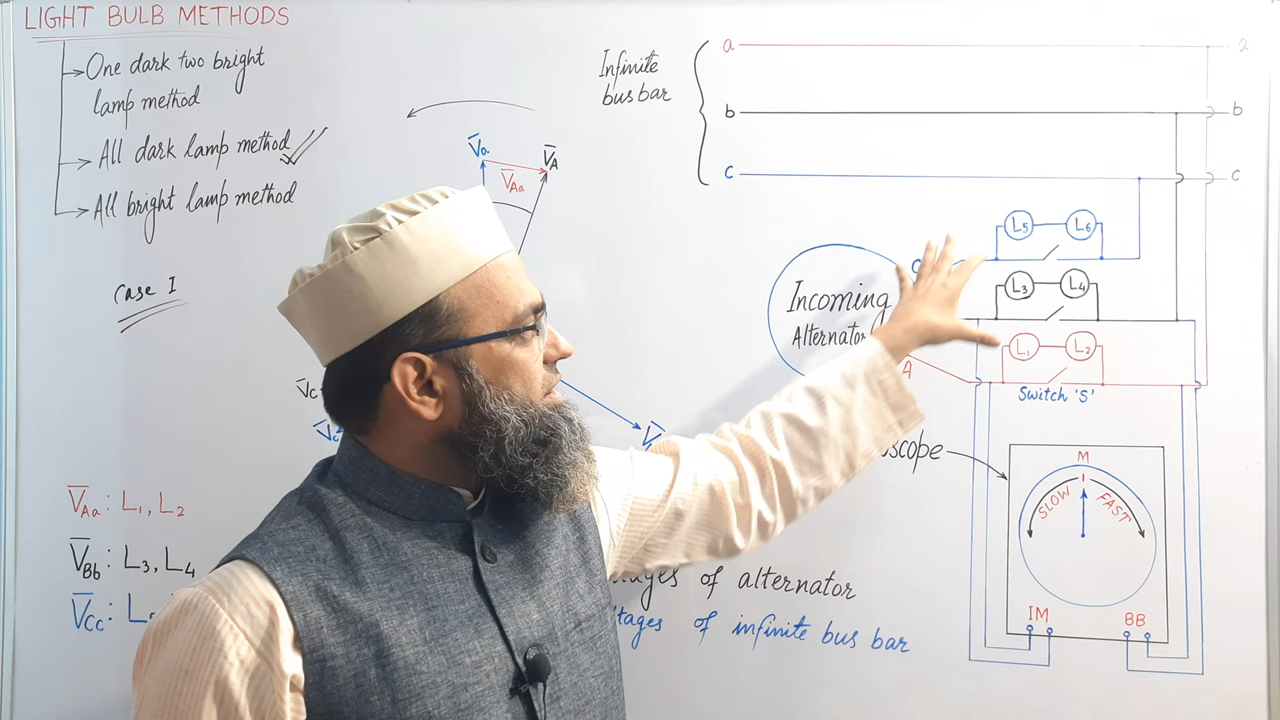 LIGHT BULB METHODS
One dark two bright
lamp method
All dark lamp method
All bright lamp method
Case I
V̄a
V̄A
V̄Aa
V̄c
V̄c
V̄Aa : L1, L2
V̄Bb : L3, L4
V̄Cc : L
of alternator
of infinite bus bar
Infinite
bus bar
a
a
b
b
c
c
L5
L6
L3
L4
L1
L2
Incoming
Alternator
A
Switch 'S'
scope
M
SLOW
FAST
IM
BB